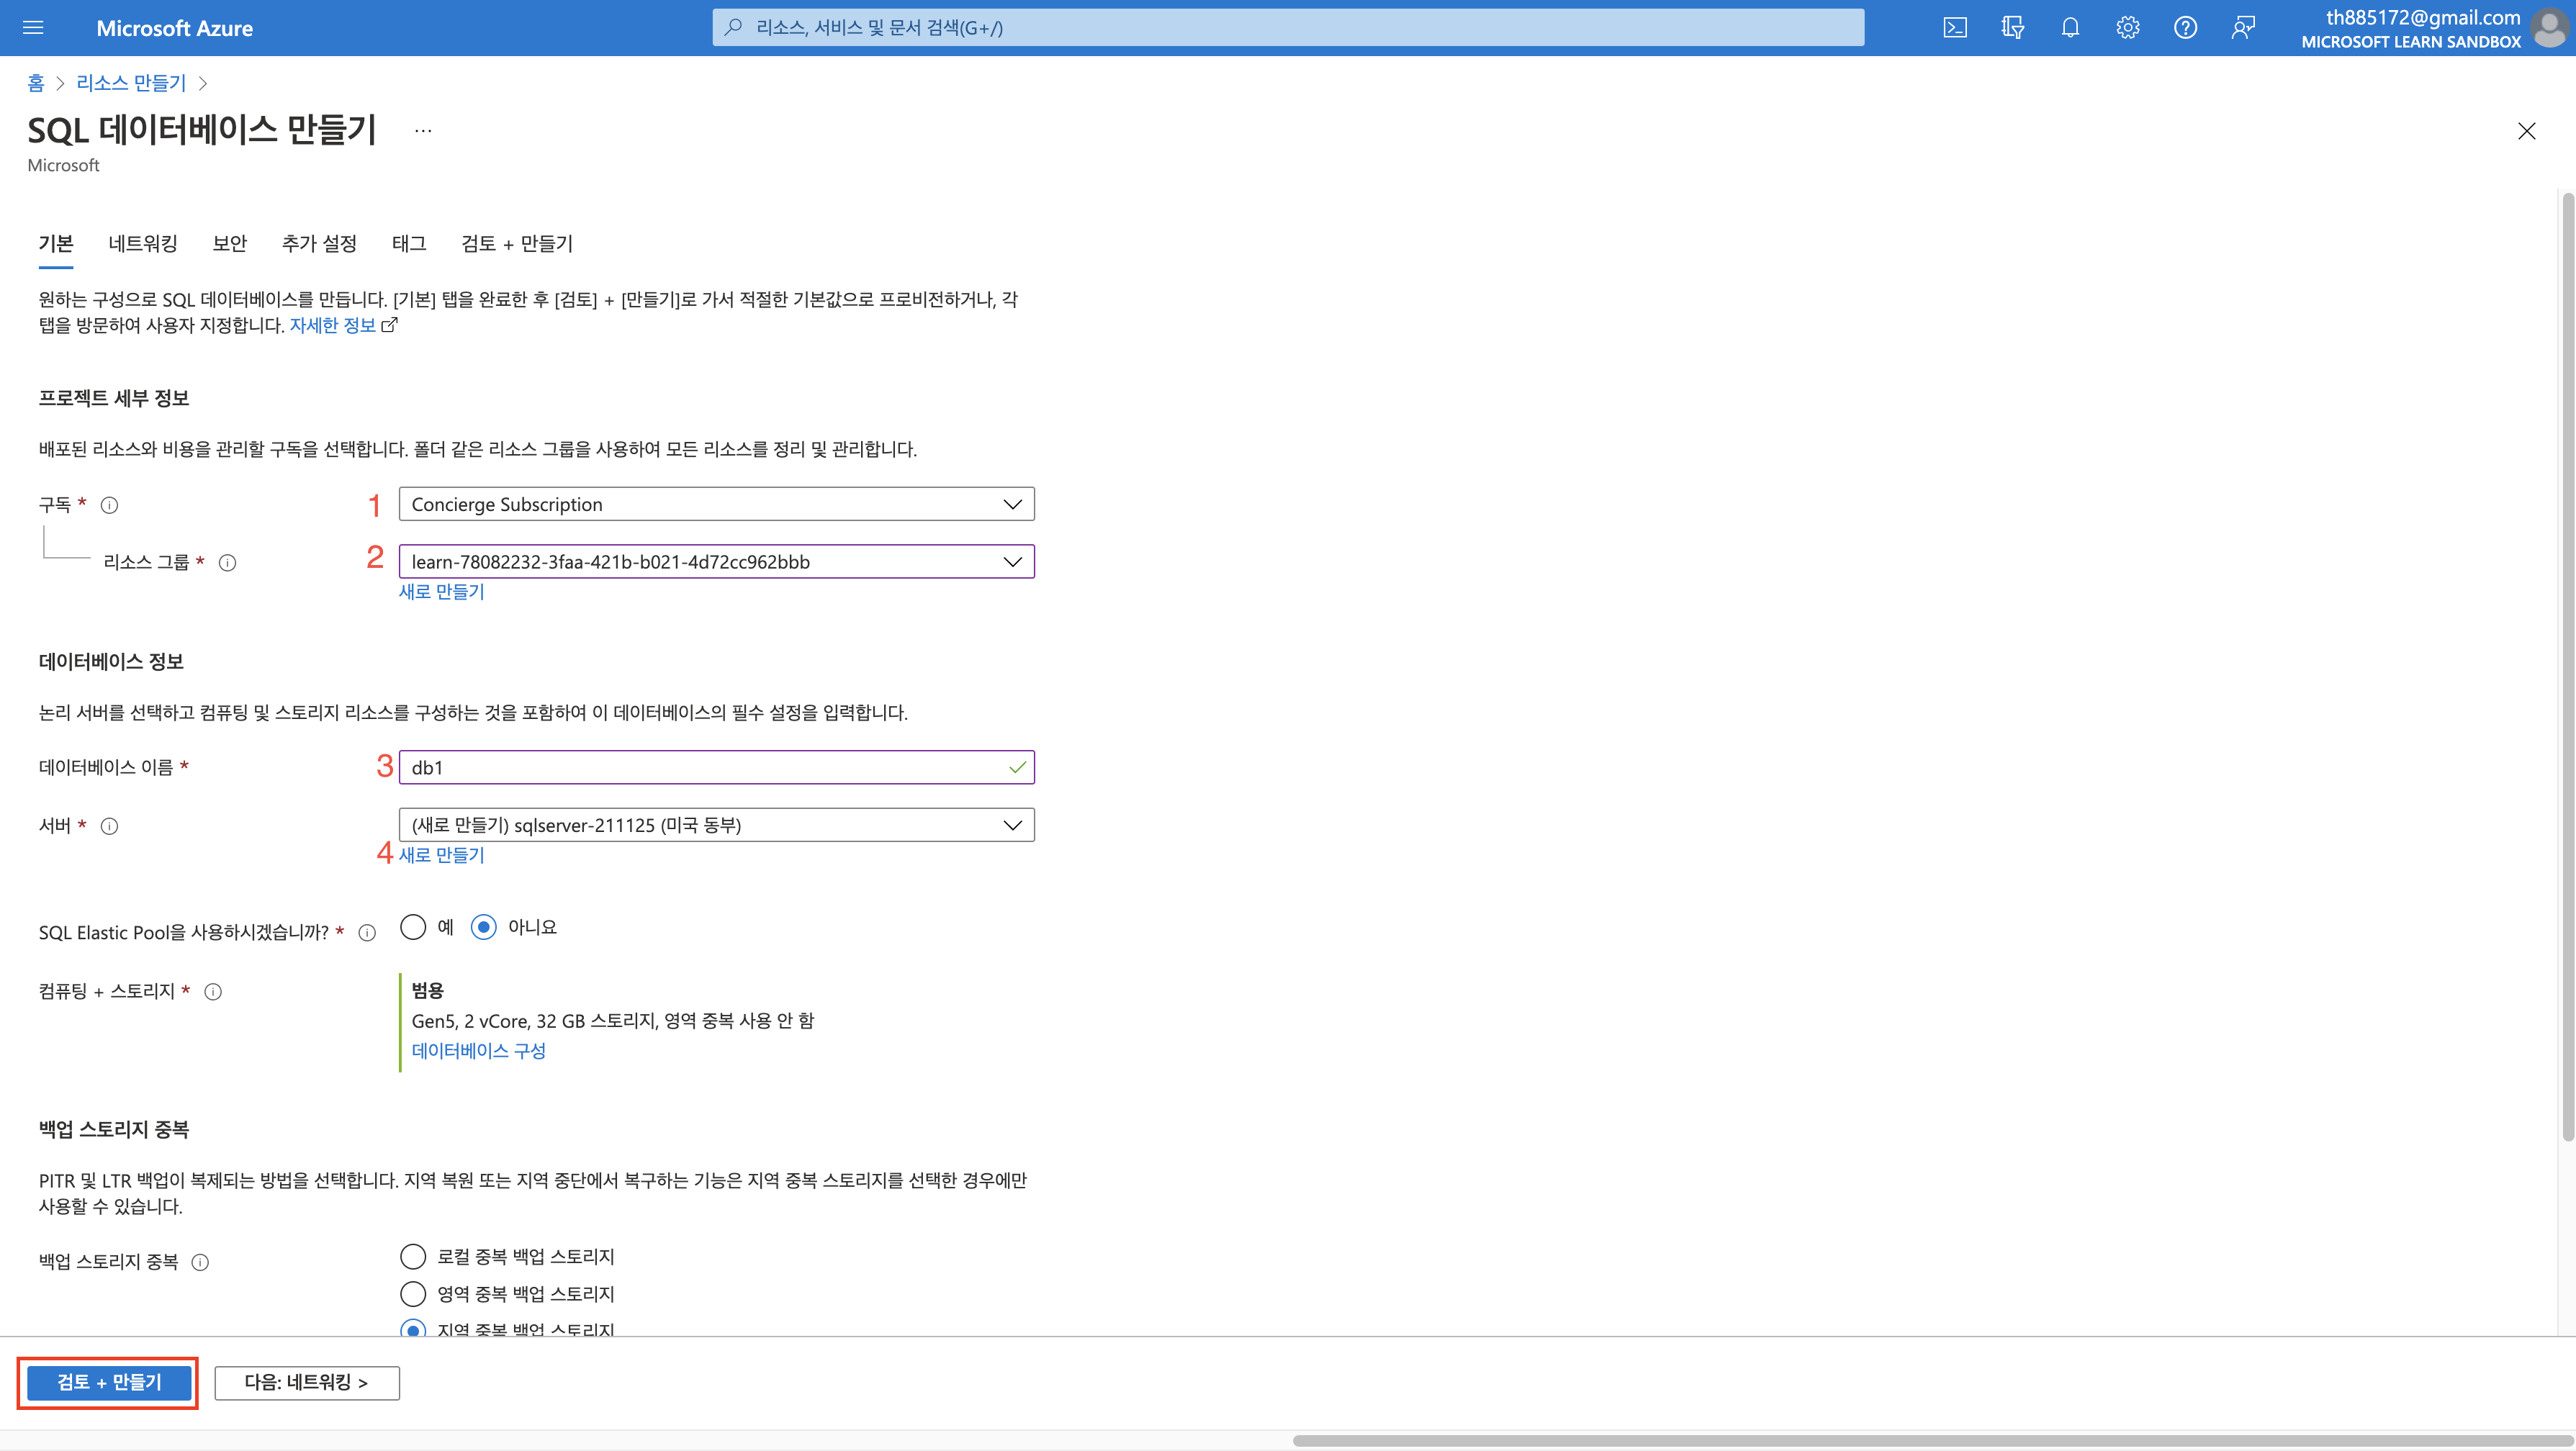 Microsoft Azure
리소스, 서비스 및 문서 검색(G+/)
th885172@gmail.com
MICROSOFT LEARN SANDBOX
홈 > 리소스 만들기 >
SQL 데이터베이스 만들기 ...
Microsoft
기본 네트워킹 보안 추가 설정 태그 검토 + 만들기
원하는 구성으로 SQL 데이터베이스를 만듭니다. [기본] 탭을 완료한 후 [검토] + [만들기]로 가서 적절한 기본값으로 프로비전하거나, 각
탭을 방문하여 사용자 지정합니다. 자세한 정보
프로젝트 세부 정보
배포된 리소스와 비용을 관리할 구독을 선택합니다. 폴더 같은 리소스 그룹을 사용하여 모든 리소스를 정리 및 관리합니다.
구독 * 1 Concierge Subscription
리소스 그룹 * 2 learn-78082232-3faa-421b-b021-4d72cc962bbb
새로 만들기
데이터베이스 정보
논리 서버를 선택하고 컴퓨팅 및 스토리지 리소스를 구성하는 것을 포함하여 이 데이터베이스의 필수 설정을 입력합니다.
데이터베이스 이름 * 3 db1
서버 * (새로 만들기) sqlserver-211125 (미국 동부)
4 새로 만들기
SQL Elastic Pool을 사용하시겠습니까? * 예 아니요
컴퓨팅 + 스토리지 * 범용
Gen5, 2 vCore, 32 GB 스토리지, 영역 중복 사용 안 함
데이터베이스 구성
백업 스토리지 중복
PITR 및 LTR 백업이 복제되는 방법을 선택합니다. 지역 복원 또는 지역 중단에서 복구하는 기능은 지역 중복 스토리지를 선택한 경우에만
사용할 수 있습니다.
백업 스토리지 중복 로컬 중복 백업 스토리지
영역 중복 백업 스토리지
지역 중복 백업 스토리지
검토 + 만들기 다음: 네트워킹 >